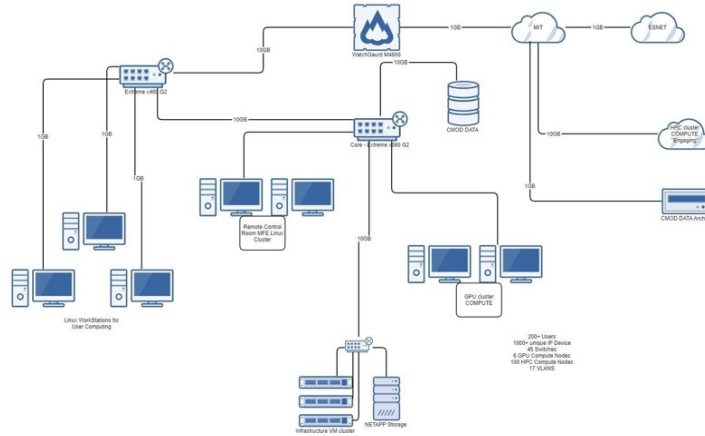 1GB
1GB
MIT
ESNET
WatchGaurd M4600
10GB
10GB
Extreme x460 G2
CMOD DATA
10GB
1GB
1GB
Core - Extreme x690 G2
10GB
HPC cluster
COMPUTE
"Engaging"
1GB
10GB
1GB
CMOD DATA Archi
Remote Control
Room MFE Linux
Cluster
10GB
1GB
GPU cluster
COMPUTE
Linux WorkStations for
User Computing
200+ Users
1000+ unique IP Device
45 Switches
6 GPU Compute Nodes
100 HPC Compute Nodes
17 VLANS
Infrastructure VM cluster
NETAPP Storage